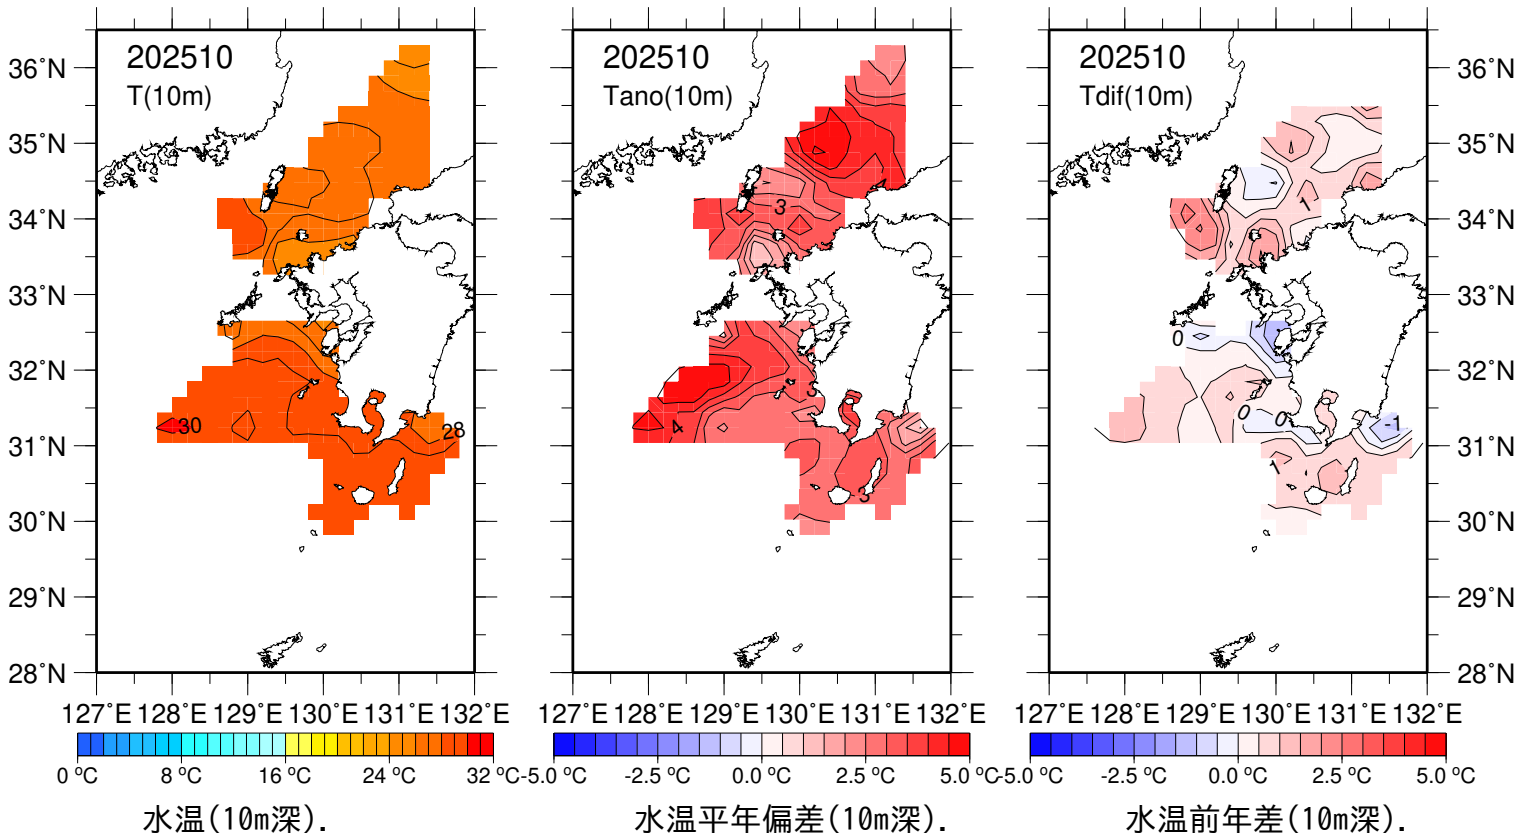 202510
T(10m)
202510
Tano(10m)
202510
Tdif(10m)
36°N
35°N
34°N
33°N
32°N
31°N
30°N
29°N
28°N
36°N
35°N
34°N
33°N
32°N
31°N
30°N
29°N
28°N
30
28
3
4
3
1
0
0
0
-1
1
127°E 128°E 129°E 130°E 131°E 132°E
127°E 128°E 129°E 130°E 131°E 132°E
127°E 128°E 129°E 130°E 131°E 132°E
0 °C 8 °C 16 °C 24 °C 32 °C
-5.0 °C -2.5 °C 0.0 °C 2.5 °C 5.0 °C
-5.0 °C -2.5 °C 0.0 °C 2.5 °C 5.0 °C
水温(10m深).
水温平年偏差(10m深).
水温前年差(10m深).